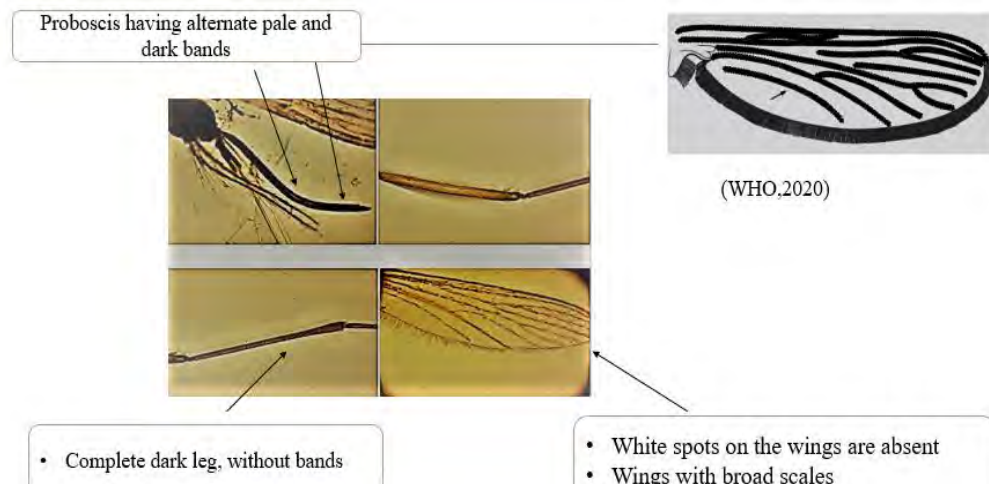 Proboscis having alternate pale and
dark bands
(WHO,2020)
• Complete dark leg, without bands
• White spots on the wings are absent
• Wings with broad scales